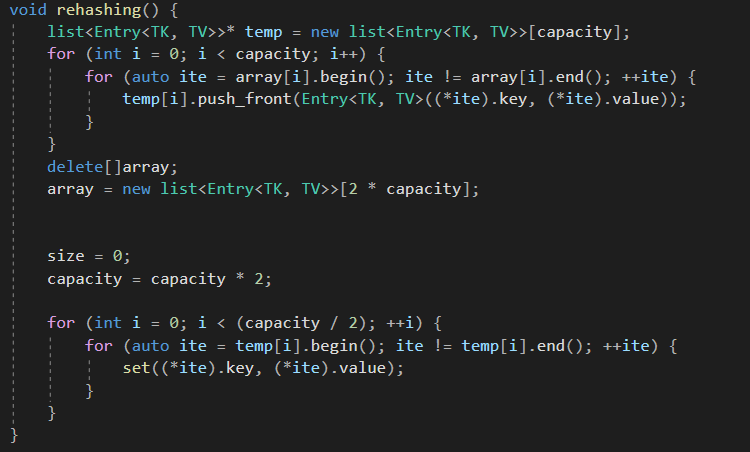 void rehashing() {
    list<Entry<TK, TV>>* temp = new list<Entry<TK, TV>>[capacity];
    for (int i = 0; i < capacity; i++) {
        for (auto ite = array[i].begin(); ite != array[i].end(); ++ite) {
            temp[i].push_front(Entry<TK, TV>((*ite).key, (*ite).value));
        }
    }
    delete[]array;
    array = new list<Entry<TK, TV>>[2 * capacity];
    size = 0;
    capacity = capacity * 2;
    for (int i = 0; i < (capacity / 2); ++i) {
        for (auto ite = temp[i].begin(); ite != temp[i].end(); ++ite) {
            set((*ite).key, (*ite).value);
        }
    }
}